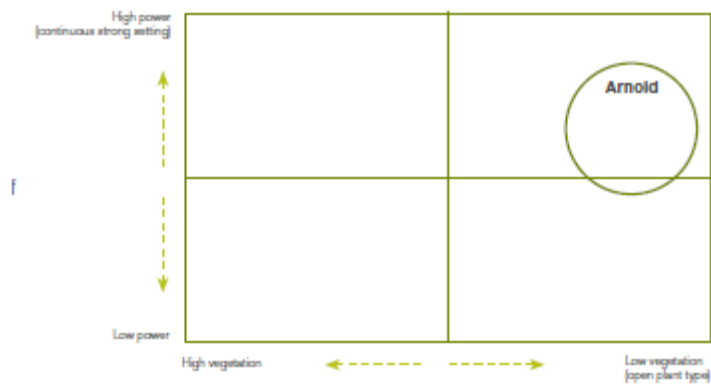 High power
(continuous strong setting)
Arnold
f
Low power
High vegetation
Low vegetation
(open plant type)